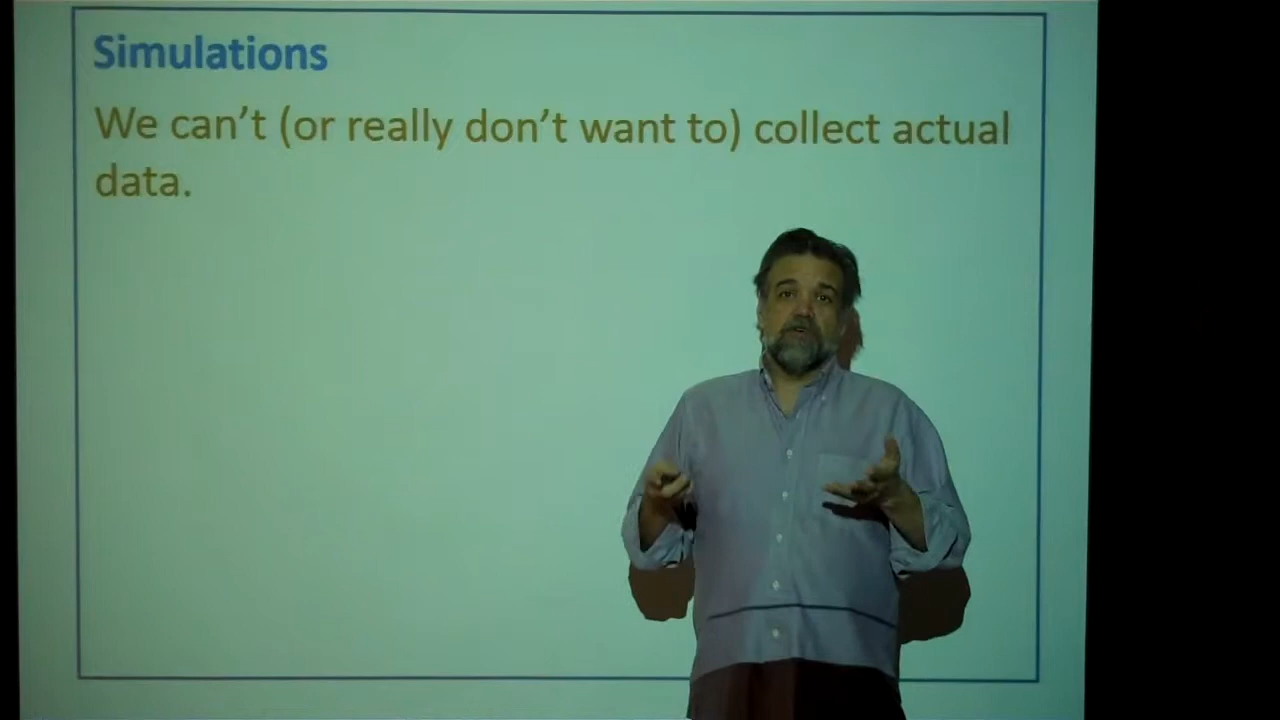 Simulations
We can’t (or really don’t want to) collect actual
data.